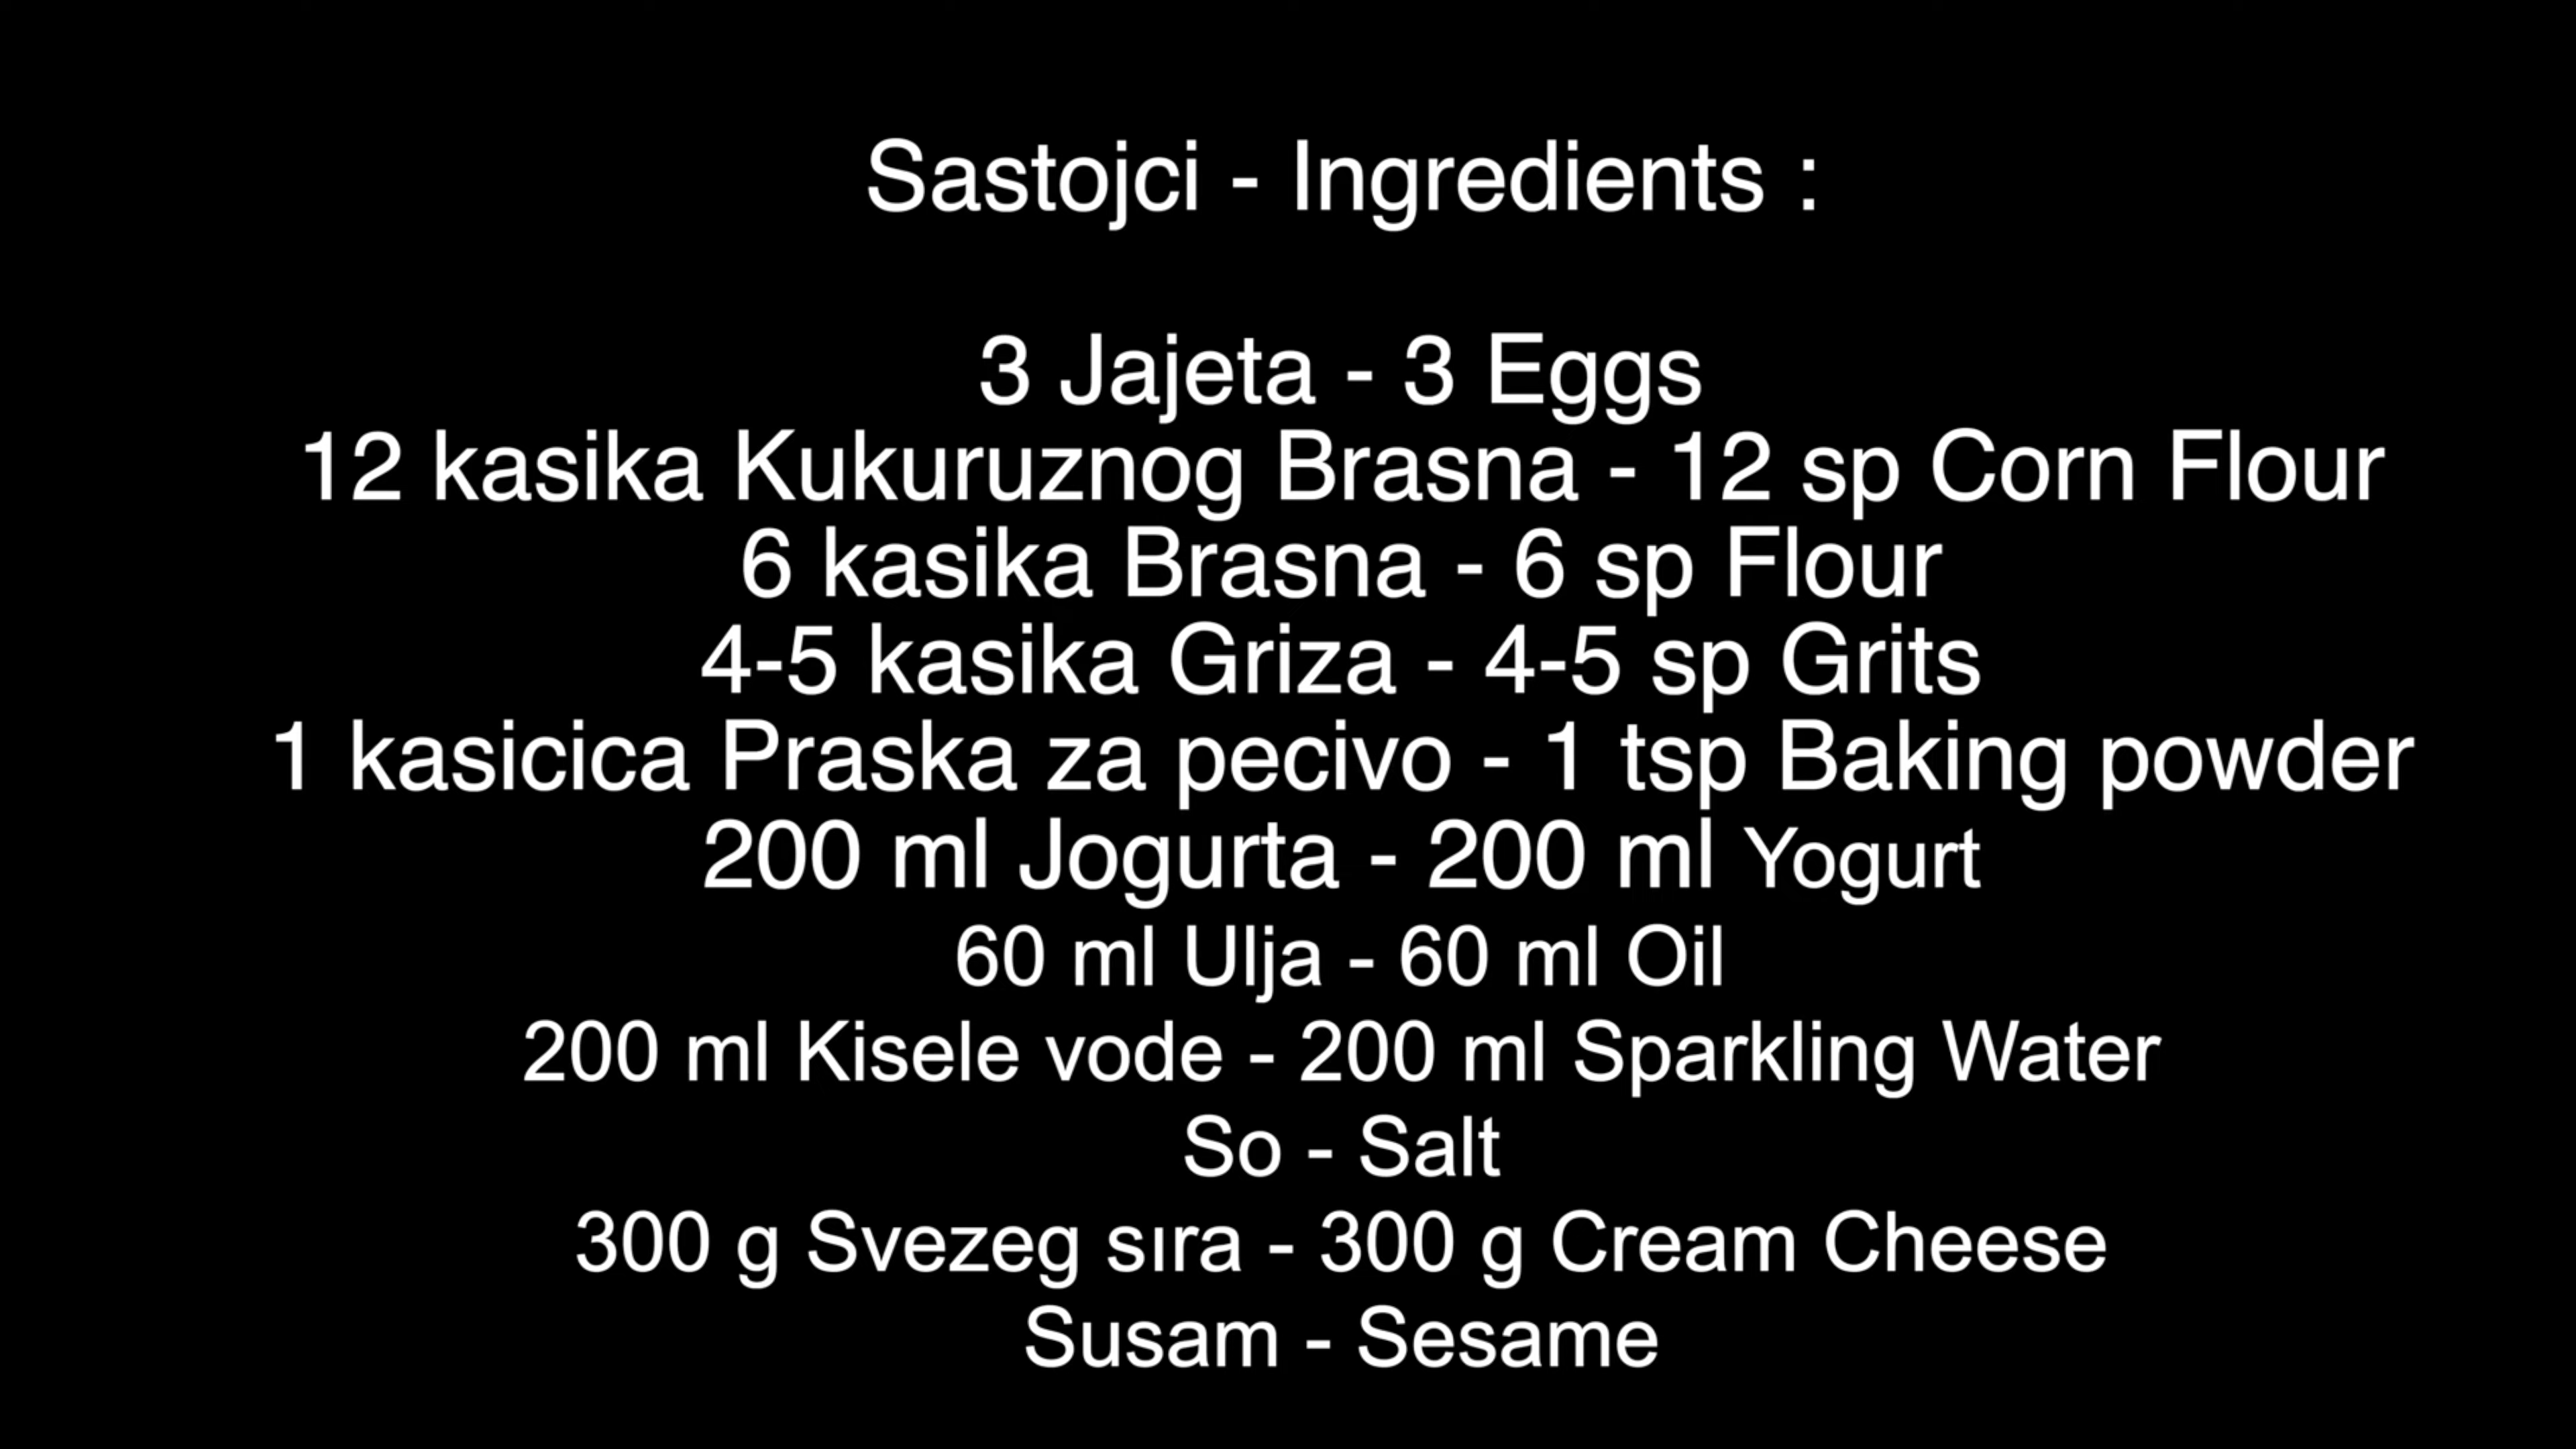 Sastojci - Ingredients :
3 Jajeta - 3 Eggs
12 kasika Kukuruznog Brasna - 12 sp Corn Flour
6 kasika Brasna - 6 sp Flour
4-5 kasika Griza - 4-5 sp Grits
1 kasicica Praska za pecivo - 1 tsp Baking powder
200 ml Jogurta - 200 ml Yogurt
60 ml Ulja - 60 ml Oil
200 ml Kisele vode - 200 ml Sparkling Water
So - Salt
300 g Svezeg sıra - 300 g Cream Cheese
Susam - Sesame